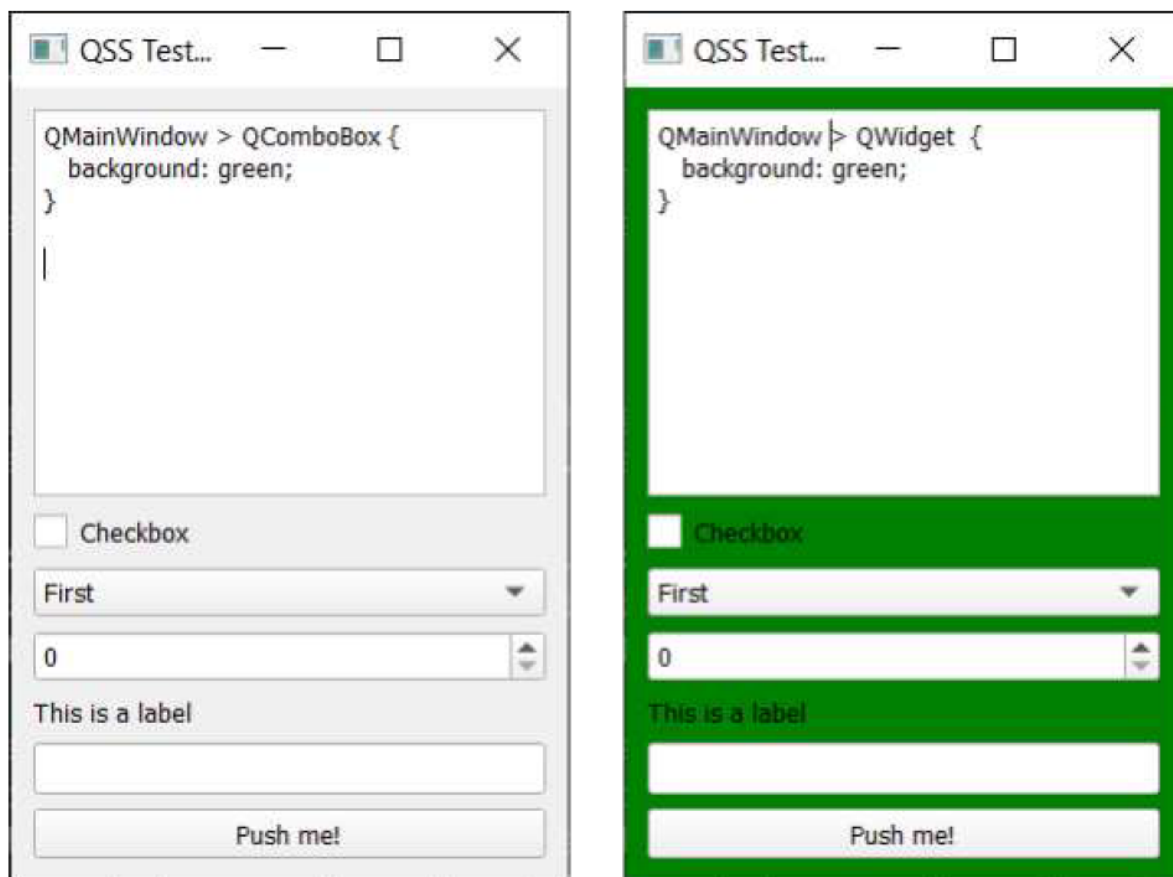 QSS Test...
QMainWindow > QComboBox {
background: green;
}
Checkbox
First
0
This is a label
Push me!
QSS Test...
QMainWindow > QWidget {
background: green;
}
Checkbox
First
0
This is a label
Push me!